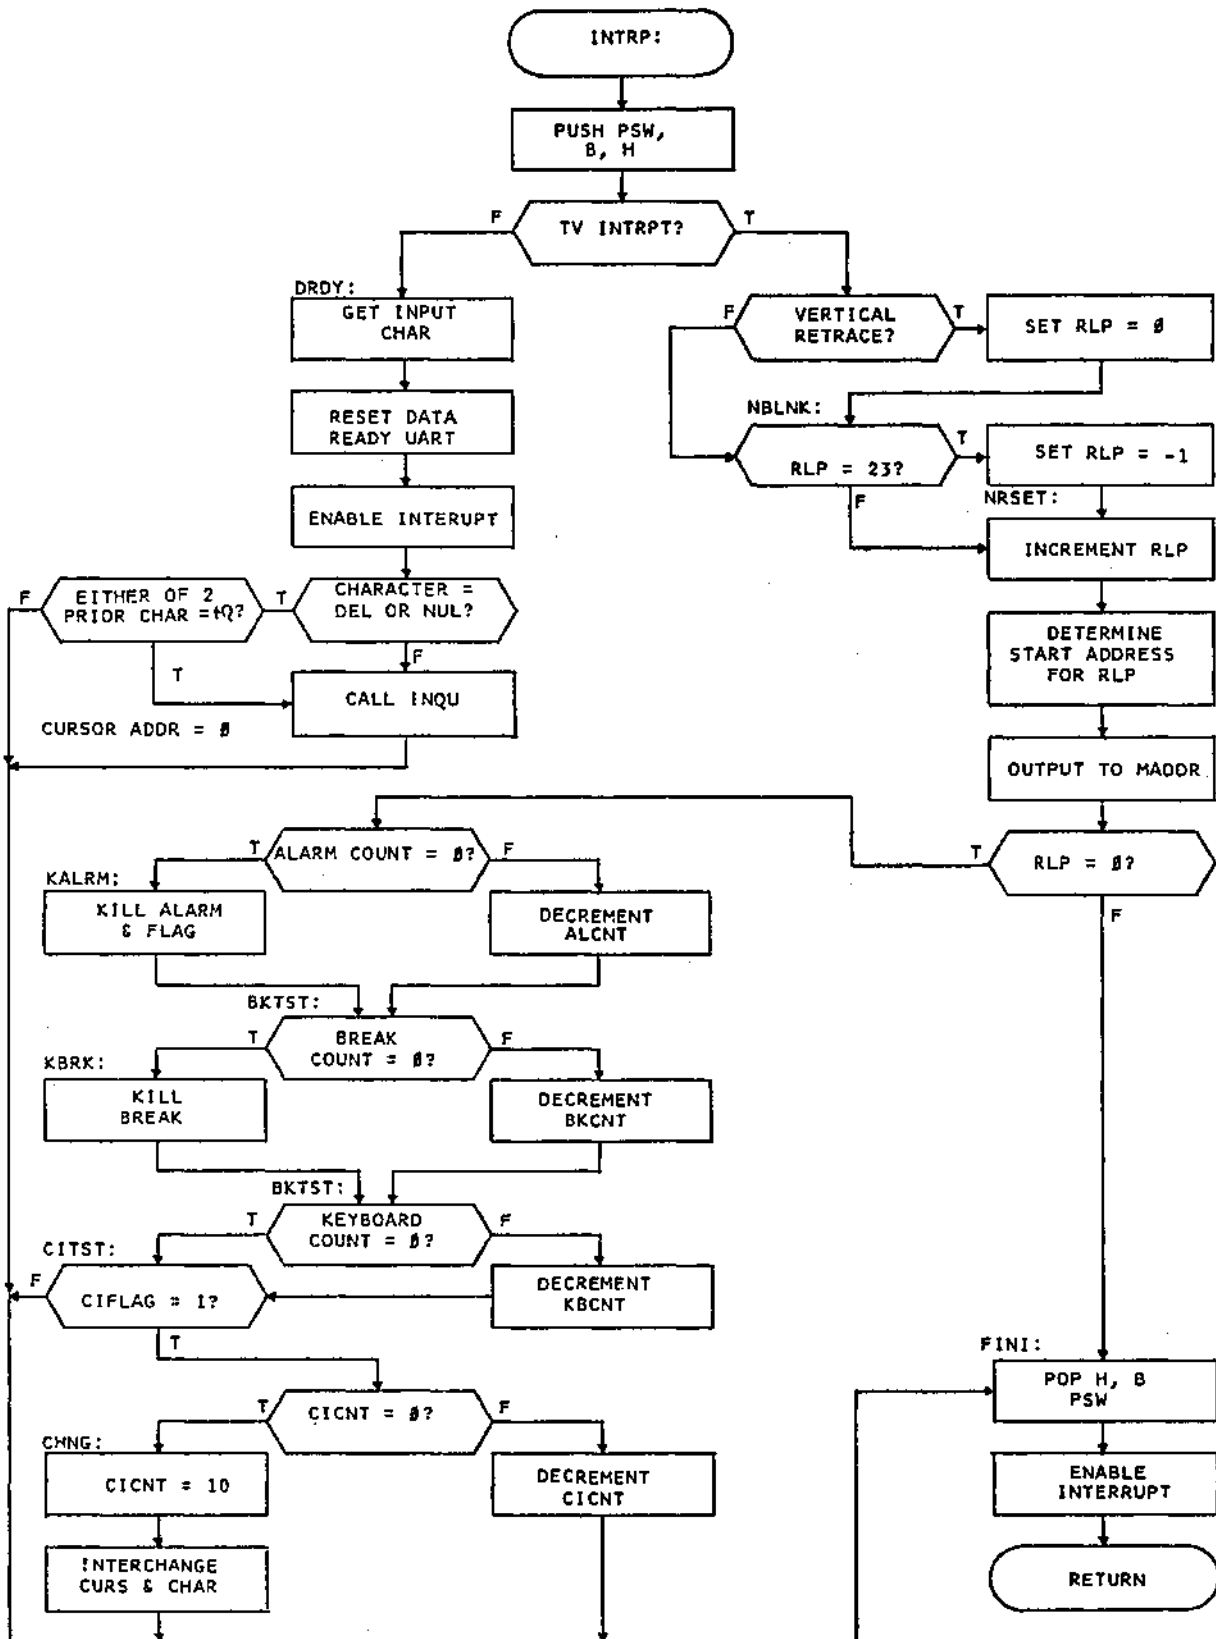 INTRP:
PUSH PSW,
B, H
F
TV INTRPT?
T
DRDY:
GET INPUT
CHAR
F
VERTICAL
RETRACE?
T
SET RLP = Ø
RESET DATA
READY UART
NBLNK:
RLP = 23?
T
F
SET RLP = -1
NRSET:
ENABLE INTERUPT
INCREMENT RLP
F
EITHER OF 2
PRIOR CHAR =↑Q?
T
CHARACTER =
DEL OR NUL?
F
T
DETERMINE
START ADDRESS
FOR RLP
CALL INQU
CURSOR ADDR = Ø
OUTPUT TO MADDR
T
ALARM COUNT = Ø?
F
T
RLP = Ø?
F
KALRM:
KILL ALARM
& FLAG
DECREMENT
ALCNT
BKTST:
T
BREAK
COUNT = Ø?
F
KBRK:
KILL
BREAK
DECREMENT
BKCNT
BKTST:
T
KEYBOARD
COUNT = Ø?
F
CITST:
F
CIFLAG = 1?
T
DECREMENT
KBCNT
FINI:
POP H, B
PSW
T
CICNT = Ø?
F
CHNG:
CICNT = 10
DECREMENT
CICNT
ENABLE
INTERRUPT
INTERCHANGE
CURS & CHAR
RETURN